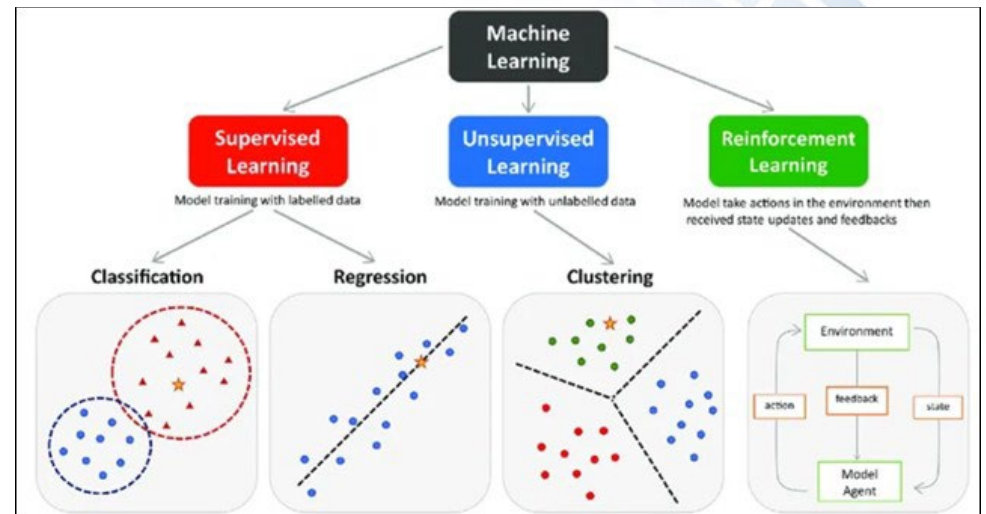 Machine
Learning
Supervised
Learning
Unsupervised
Learning
Reinforcement
Learning
Model training with labelled data
Model training with unlabelled data
Model take actions in the environment then
received state updates and feedbacks
Classification
Regression
Clustering
Environment
action
feedback
state
Model
Agent